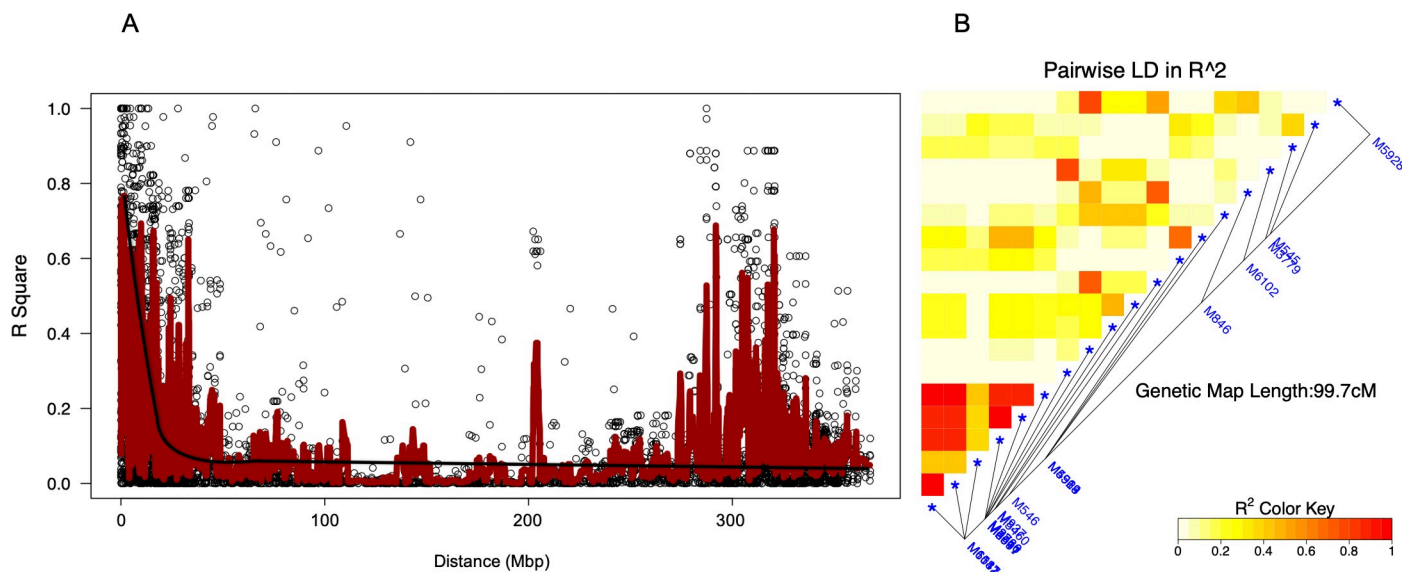 A
B
Pairwise LD in R^2
R Square
1.0
0.8
0.6
0.4
0.2
0.0
0
100
200
300
Distance (Mbp)
M5928
M545
M3779
M6102
M846
Genetic Map Length:99.7cM
M546
R² Color Key
0 0.2 0.4 0.6 0.8 1